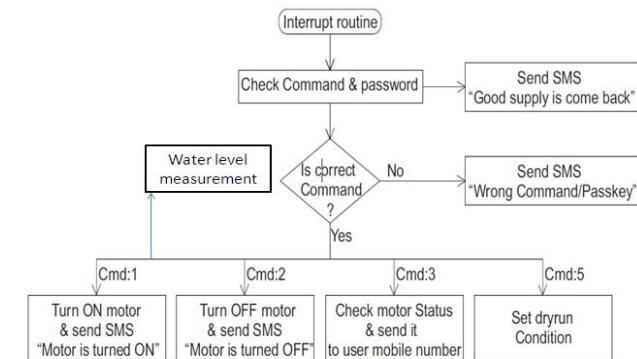 Interrupt routine
Check Command & password
Send SMS
"Good supply is come back"
Water level
measurement
Is correct
Command
?
No
Send SMS
"Wrong Command/Passkey"
Yes
Cmd:1
Cmd:2
Cmd:3
Cmd:5
Turn ON motor
& send SMS
"Motor is turned ON"
Turn OFF motor
& send SMS
"Motor is turned OFF"
Check motor Status
& send it
to user mobile number
Set dryrun
Condition